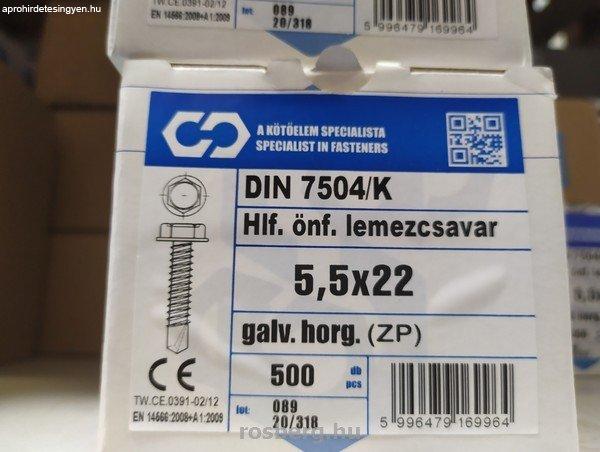 aprohirdetesingyen.hu
TW.CE.0391-02/12
EN 14566:2008+A1:2009
lot:
089
20/318
5 996479 169964
A KÖTŐELEM SPECIALISTA
SPECIALIST IN FASTENERS
DIN 7504/K
Hlf. önf. lemezcsavar
5,5x22
galv. horg. (ZP)
500 db
pcs
TW.CE.0391-02/12
EN 14566:2008+A1:2009
lot:
089
20/318
5 996479 169964
CE
rosberg.hu
7504/